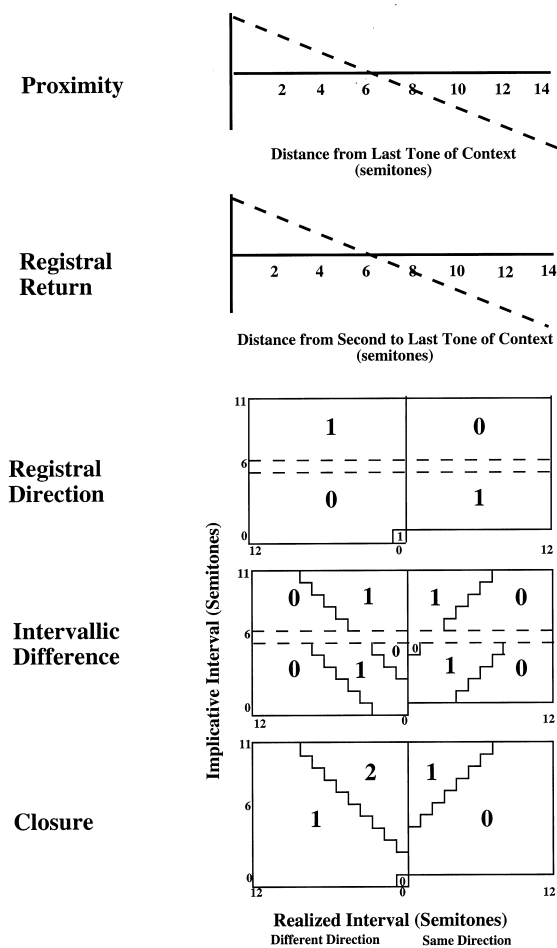 Proximity
2 4 6 8 10 12 14
Distance from Last Tone of Context
(semitones)
Registral
Return
2 4 6 8 10 12 14
Distance from Second to Last Tone of Context
(semitones)
Implicative Interval (Semitones)
Registral
Direction
11
1 0
6
0 1
0 1
12 0 12
Intervallic
Difference
11
0 1 1 0
6
0 0
0 1 1 0
0
12 0 12
Closure
11
2 1
6
1 0
0 0
12 0 12
Realized Interval (Semitones)
Different Direction Same Direction